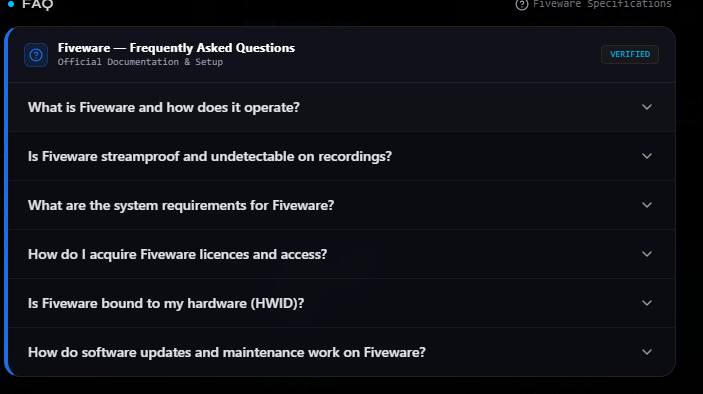 FAQ
Fiveware Specifications
Fiveware — Frequently Asked Questions
Official Documentation & Setup
VERIFIED
What is Fiveware and how does it operate?
Is Fiveware streamproof and undetectable on recordings?
What are the system requirements for Fiveware?
How do I acquire Fiveware licences and access?
Is Fiveware bound to my hardware (HWID)?
How do software updates and maintenance work on Fiveware?